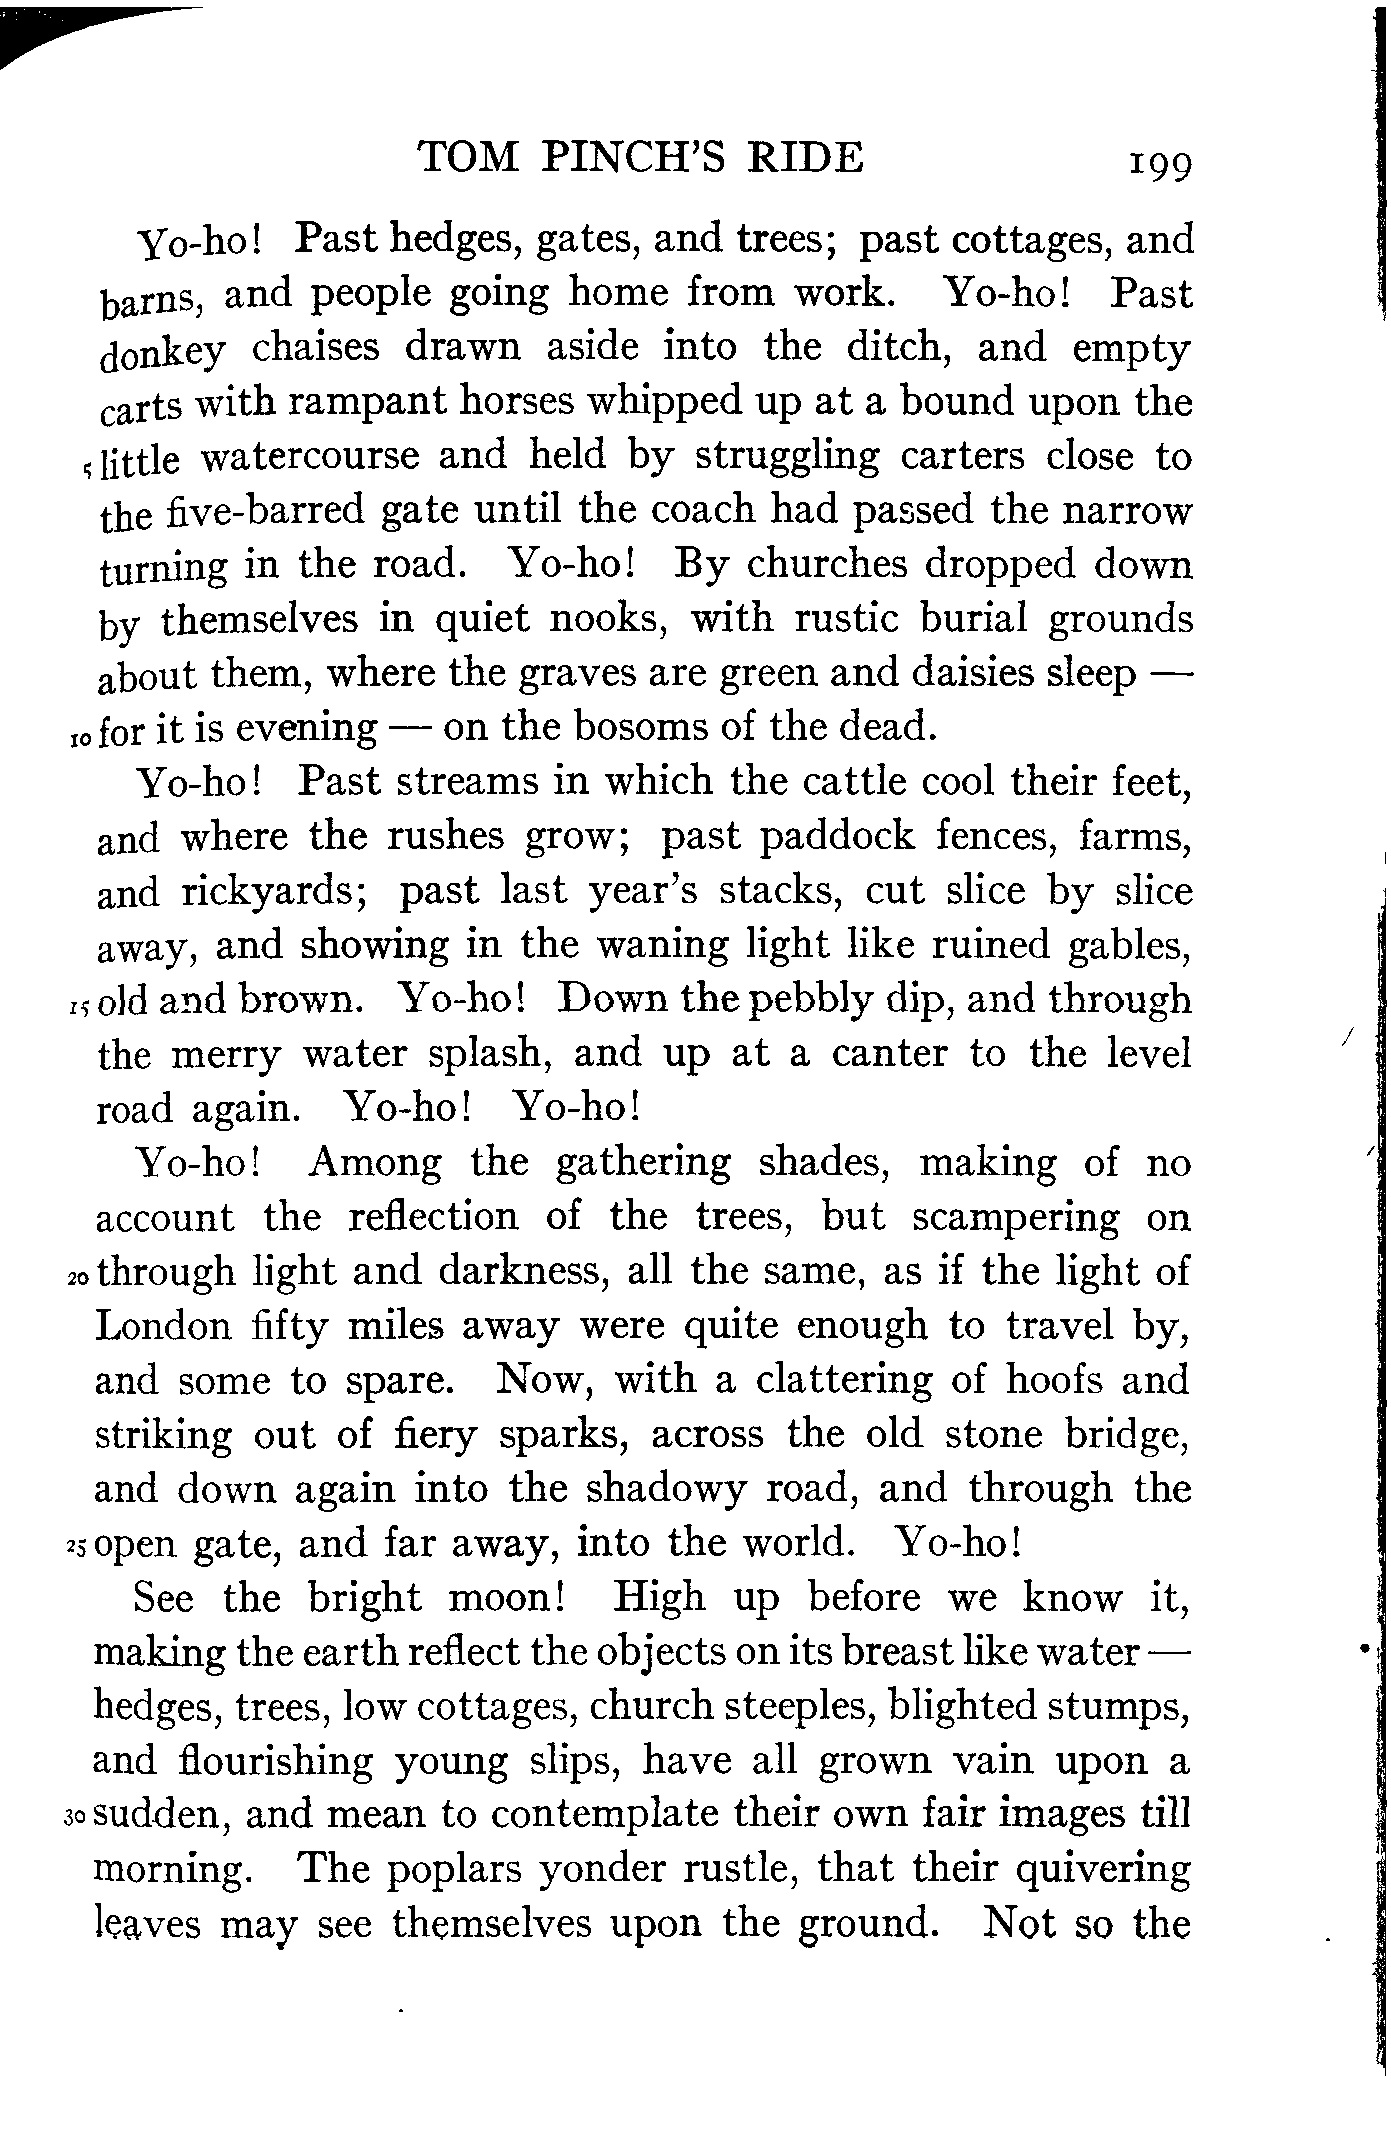 TOM PINCH'S RIDE 199
Yo-ho! Past hedges, gates, and trees; past cottages, and
barns, and people going home from work. Yo-ho! Past
donkey chaises drawn aside into the ditch, and empty
carts with rampant horses whipped up at a bound upon the
5 little watercourse and held by struggling carters close to
the five-barred gate until the coach had passed the narrow
turning in the road. Yo-ho! By churches dropped down
by themselves in quiet nooks, with rustic burial grounds
about them, where the graves are green and daisies sleep —
10 for it is evening — on the bosoms of the dead.
Yo-ho! Past streams in which the cattle cool their feet,
and where the rushes grow; past paddock fences, farms,
and rickyards; past last year's stacks, cut slice by slice
away, and showing in the waning light like ruined gables,
15 old and brown. Yo-ho! Down the pebbly dip, and through
the merry water splash, and up at a canter to the level
road again. Yo-ho! Yo-ho!
Yo-ho! Among the gathering shades, making of no
account the reflection of the trees, but scampering on
20 through light and darkness, all the same, as if the light of
London fifty miles away were quite enough to travel by,
and some to spare. Now, with a clattering of hoofs and
striking out of fiery sparks, across the old stone bridge,
and down again into the shadowy road, and through the
25 open gate, and far away, into the world. Yo-ho!
See the bright moon! High up before we know it,
making the earth reflect the objects on its breast like water —
hedges, trees, low cottages, church steeples, blighted stumps,
and flourishing young slips, have all grown vain upon a
30 sudden, and mean to contemplate their own fair images till
morning. The poplars yonder rustle, that their quivering
leaves may see themselves upon the ground. Not so the